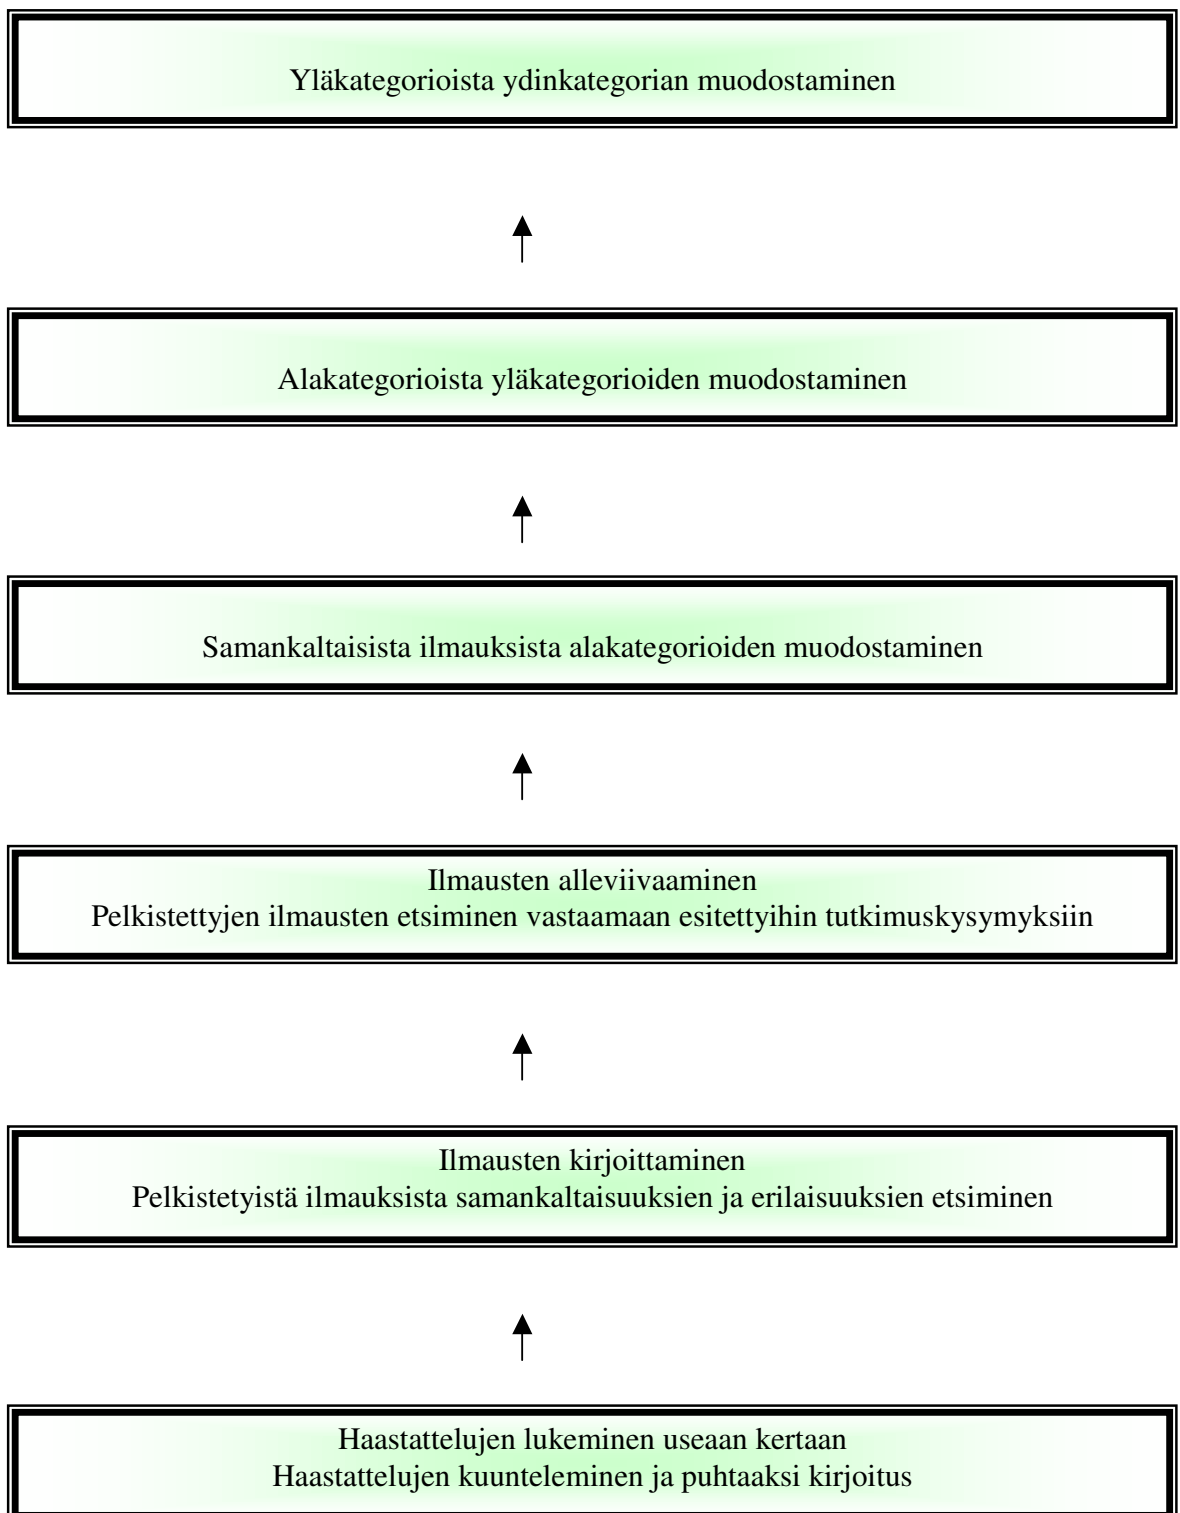 Yläkategorioista ydinkategorian muodostaminen
Alakategorioista yläkategorioiden muodostaminen
Samankaltaisista ilmauksista alakategorioiden muodostaminen
Ilmausten alleviivaaminen
Pelkistettyjen ilmausten etsiminen vastaamaan esitettyihin tutkimuskysymyksiin
Ilmausten kirjoittaminen
Pelkistetyistä ilmauksista samankaltaisuuksien ja erilaisuuksien etsiminen
Haastattelujen lukeminen useaan kertaan
Haastattelujen kuunteleminen ja puhtaaksi kirjoitus